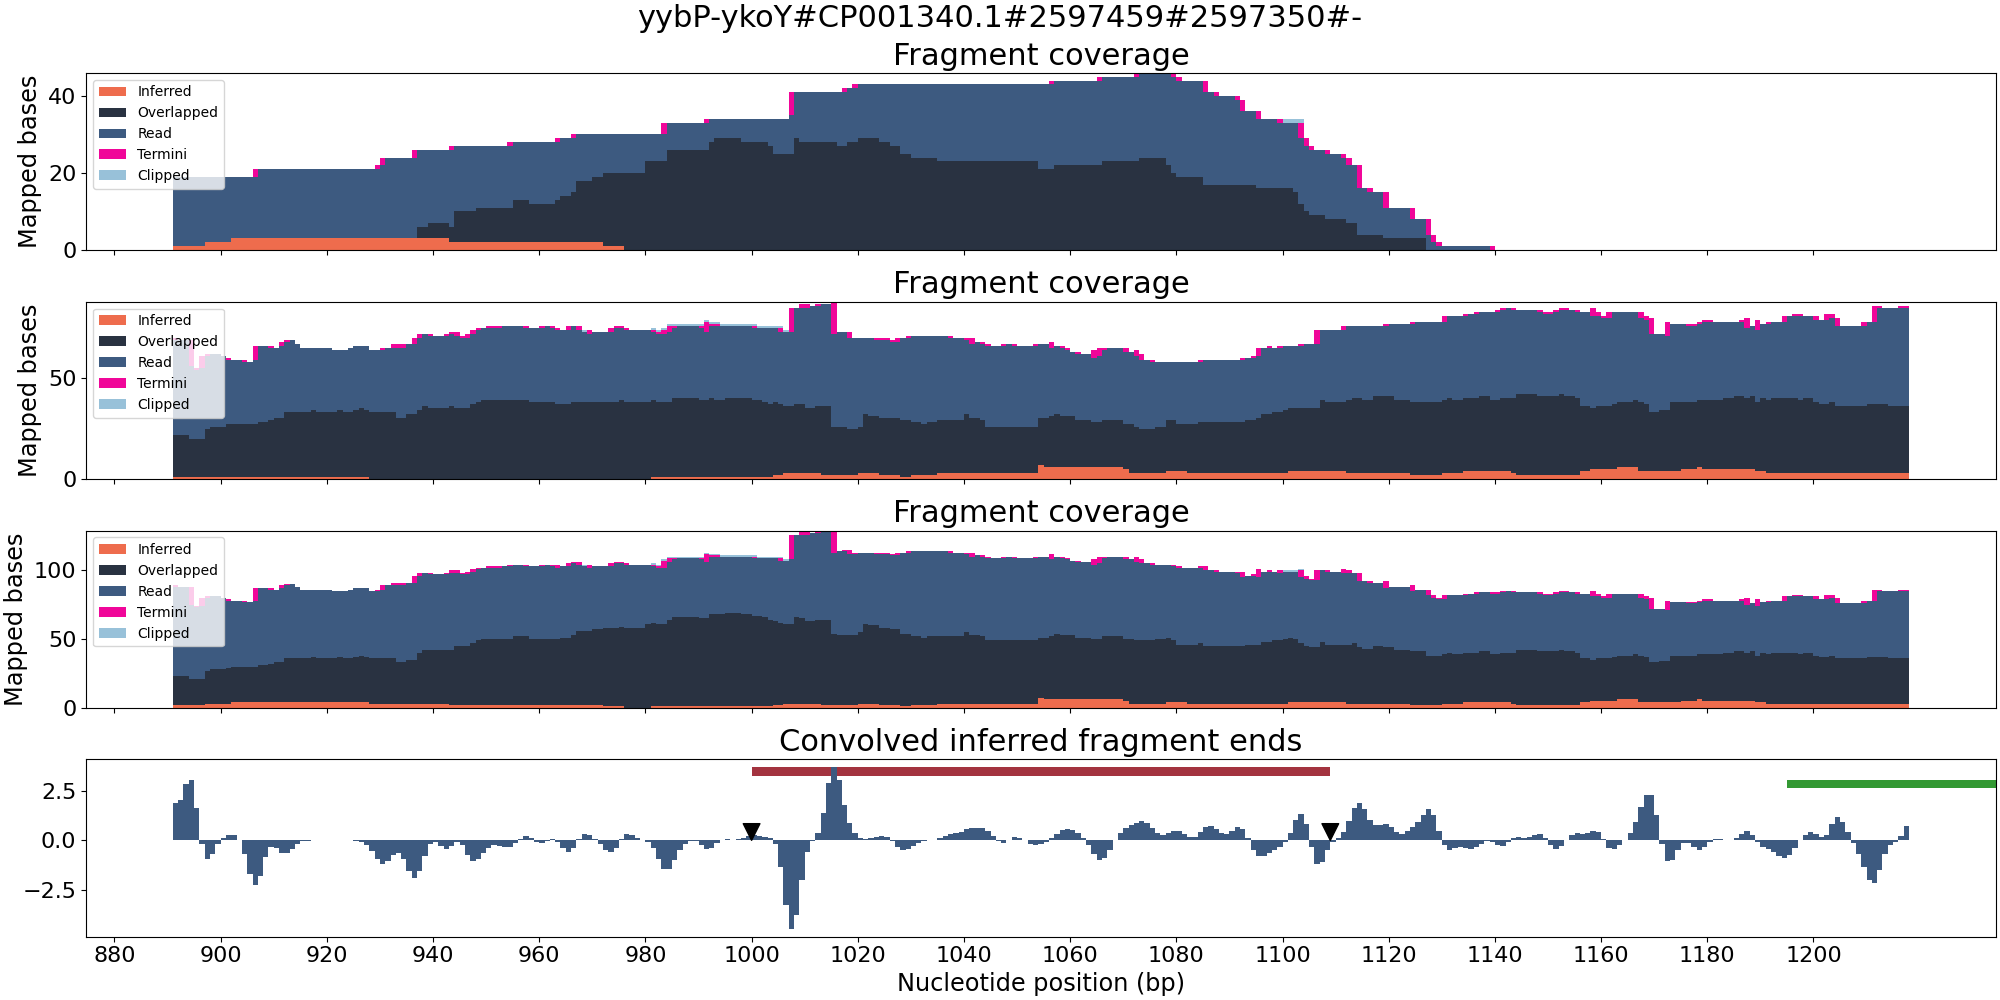 yybP-ykoY#CP001340.1#2597459#2597350#-
Fragment coverage
Mapped bases
40
20
0
Inferred
Overlapped
Read
Termini
Clipped
Fragment coverage
Mapped bases
50
0
Inferred
Overlapped
Read
Termini
Clipped
Fragment coverage
Mapped bases
100
50
0
Inferred
Overlapped
Read
Termini
Clipped
Convolved inferred fragment ends
2.5
0.0
−2.5
880 900 920 940 960 980 1000 1020 1040 1060 1080 1100 1120 1140 1160 1180 1200
Nucleotide position (bp)